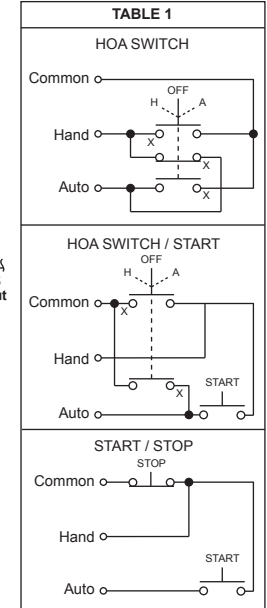 TABLE 1
HOA SWITCH
Common
OFF
H A
Hand
X
X
Auto
X
HOA SWITCH / START
OFF
H A
Common
X
Hand
X
START
Auto
START / STOP
STOP
Common
Hand
START
Auto